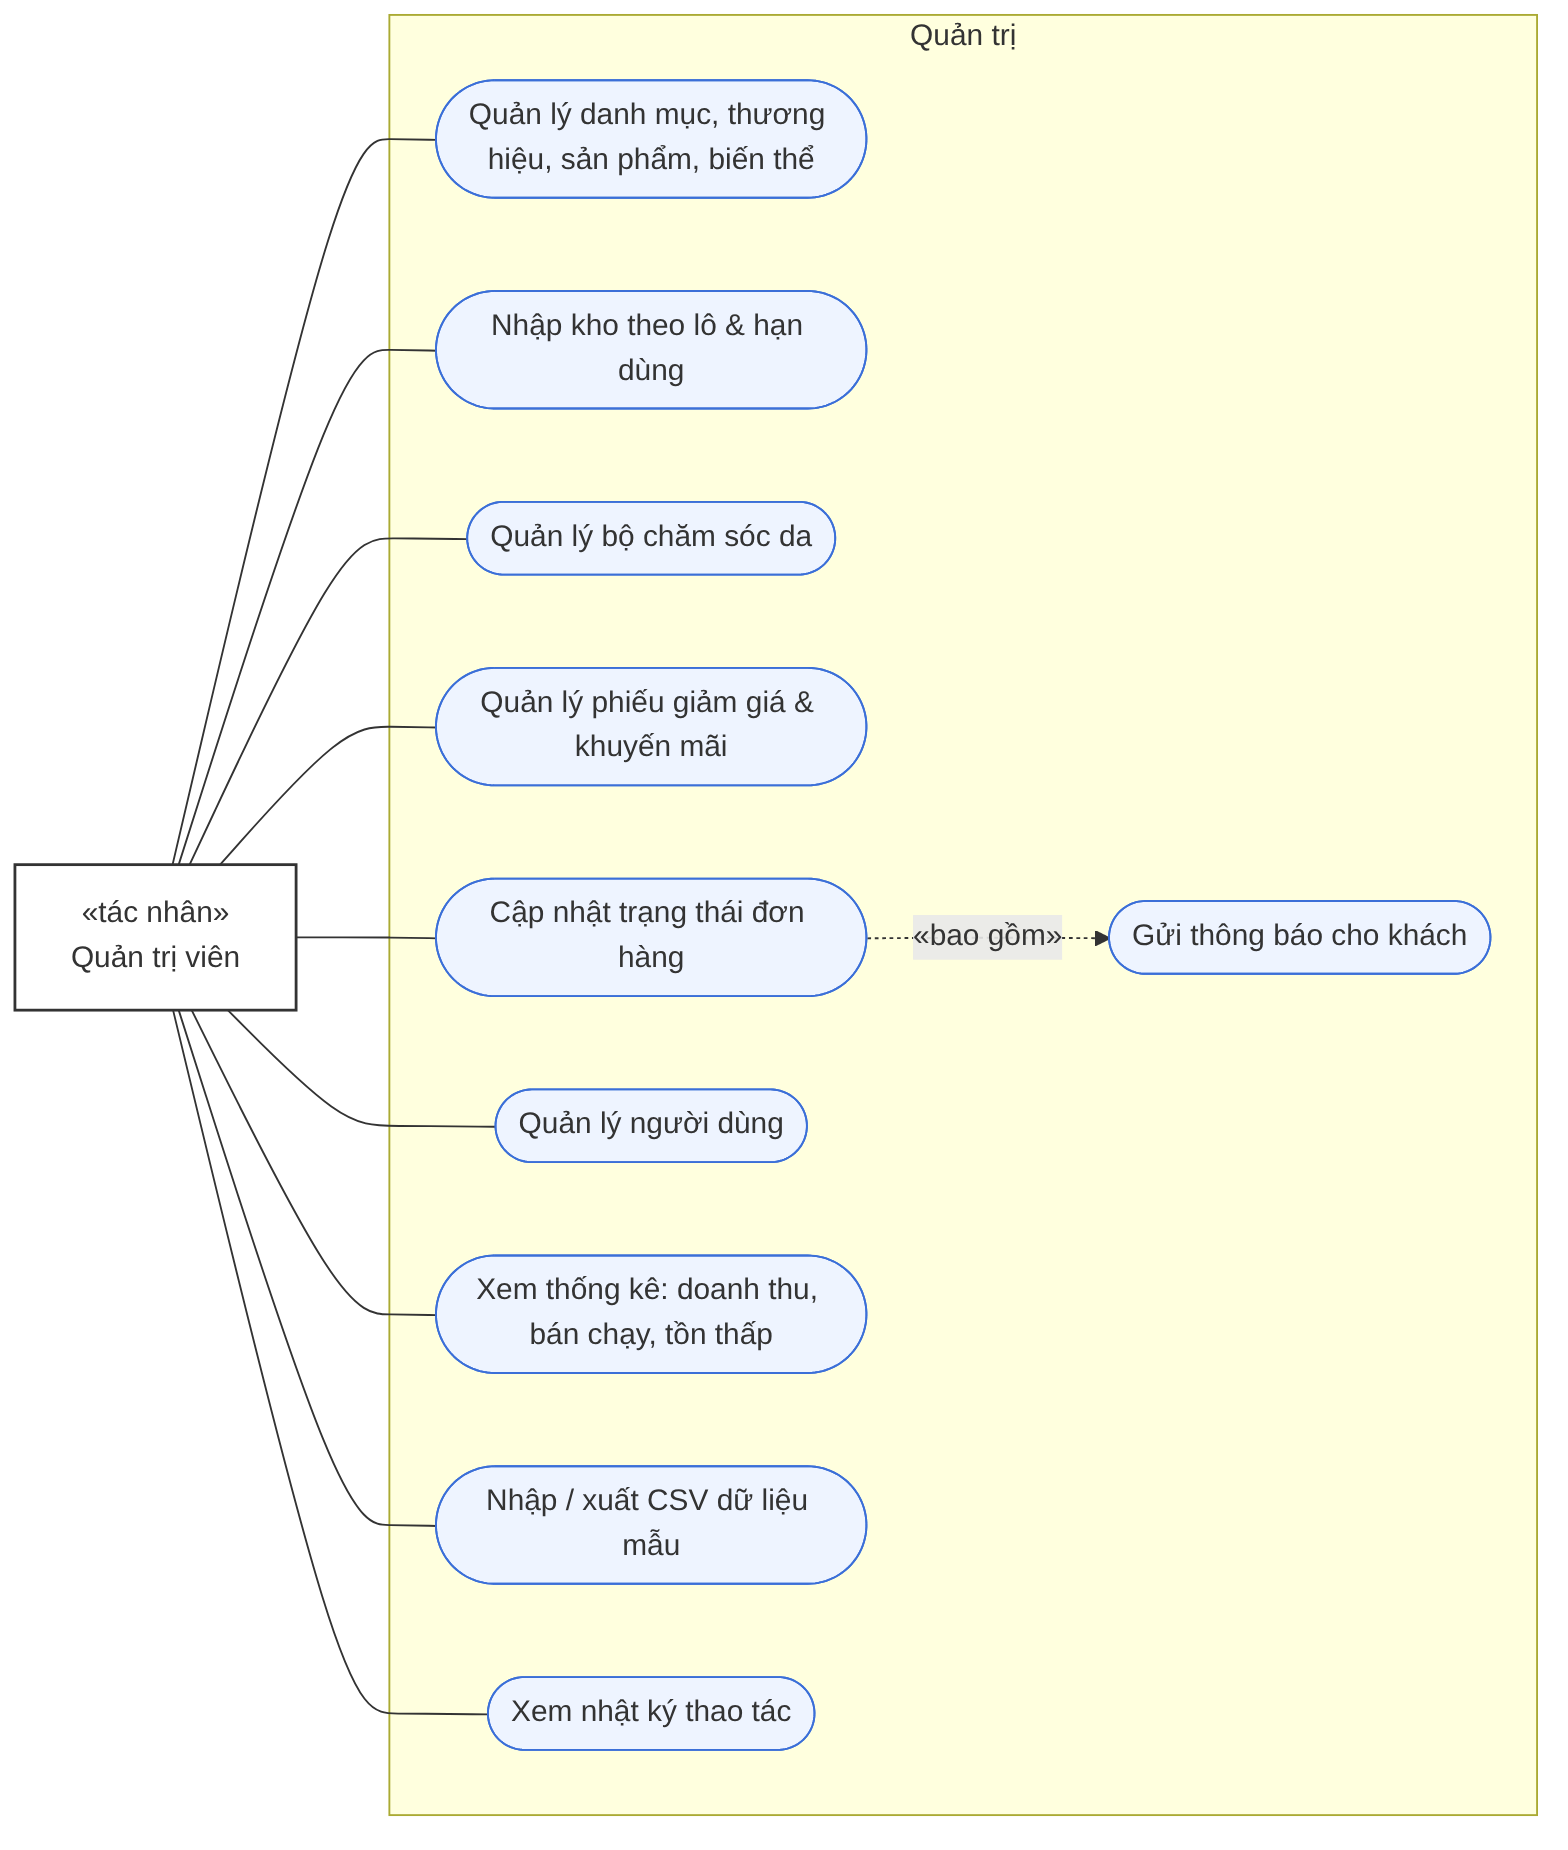 Quản trị
Quản lý danh mục, thương
hiệu, sản phẩm, biến thể
Nhập kho theo lô & hạn
dùng
Quản lý bộ chăm sóc da
Quản lý phiếu giảm giá &
khuyến mãi
«tác nhân»
Quản trị viên
Cập nhật trạng thái đơn
hàng
«bao gồm»
Gửi thông báo cho khách
Quản lý người dùng
Xem thống kê: doanh thu,
bán chạy, tồn thấp
Nhập / xuất CSV dữ liệu
mẫu
Xem nhật ký thao tác